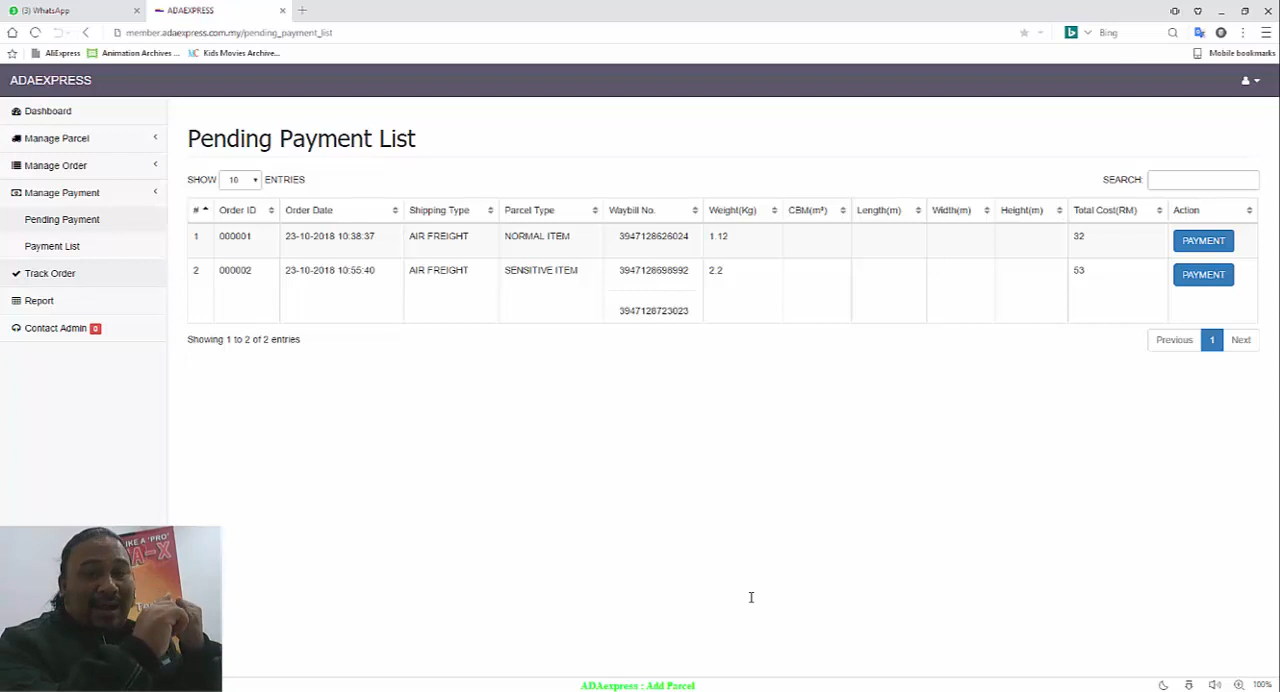 (3) WhatsApp
ADAEXPRESS
member.adaexpress.com.my/pending_payment_list
Bing
AliExpress
Animation Archives ...
Kids Movies Archive...
Mobile bookmarks
ADAEXPRESS
Dashboard
Manage Parcel
Manage Order
Manage Payment
Pending Payment
Payment List
Track Order
Report
Contact Admin 0
Pending Payment List
SHOW 10 ENTRIES
SEARCH:
# Order ID Order Date Shipping Type Parcel Type Waybill No. Weight(Kg) CBM(m³) Length(m) Width(m) Height(m) Total Cost(RM) Action
1 000001 23-10-2018 10:38:37 AIR FREIGHT NORMAL ITEM 3947128626024 1.12 32 PAYMENT
2 000002 23-10-2018 10:55:40 AIR FREIGHT SENSITIVE ITEM 3947128698992 2.2 53 PAYMENT
3947128723023
Showing 1 to 2 of 2 entries
Previous 1 Next
IKE A 'PRO'
A-X
ADAexpress : Add Parcel
100%